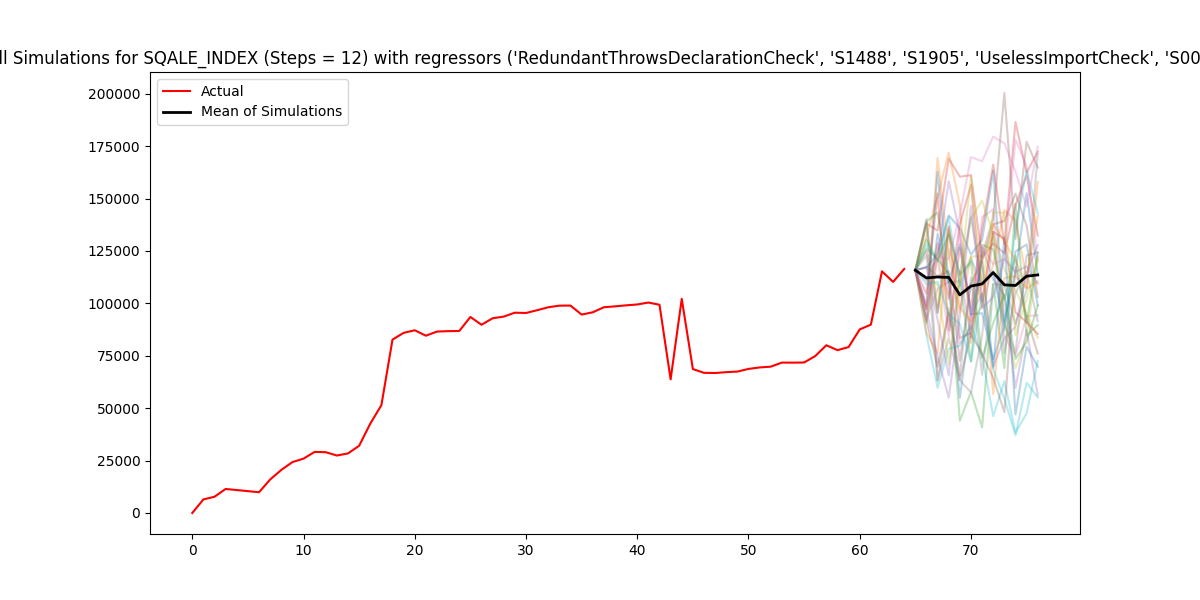 ll Simulations for SQALE_INDEX (Steps = 12) with regressors ('RedundantThrowsDeclarationCheck', 'S1488', 'S1905', 'UselessImportCheck', 'S00
Actual
Mean of Simulations
200000
175000
150000
125000
100000
75000
50000
25000
0
0 10 20 30 40 50 60 70